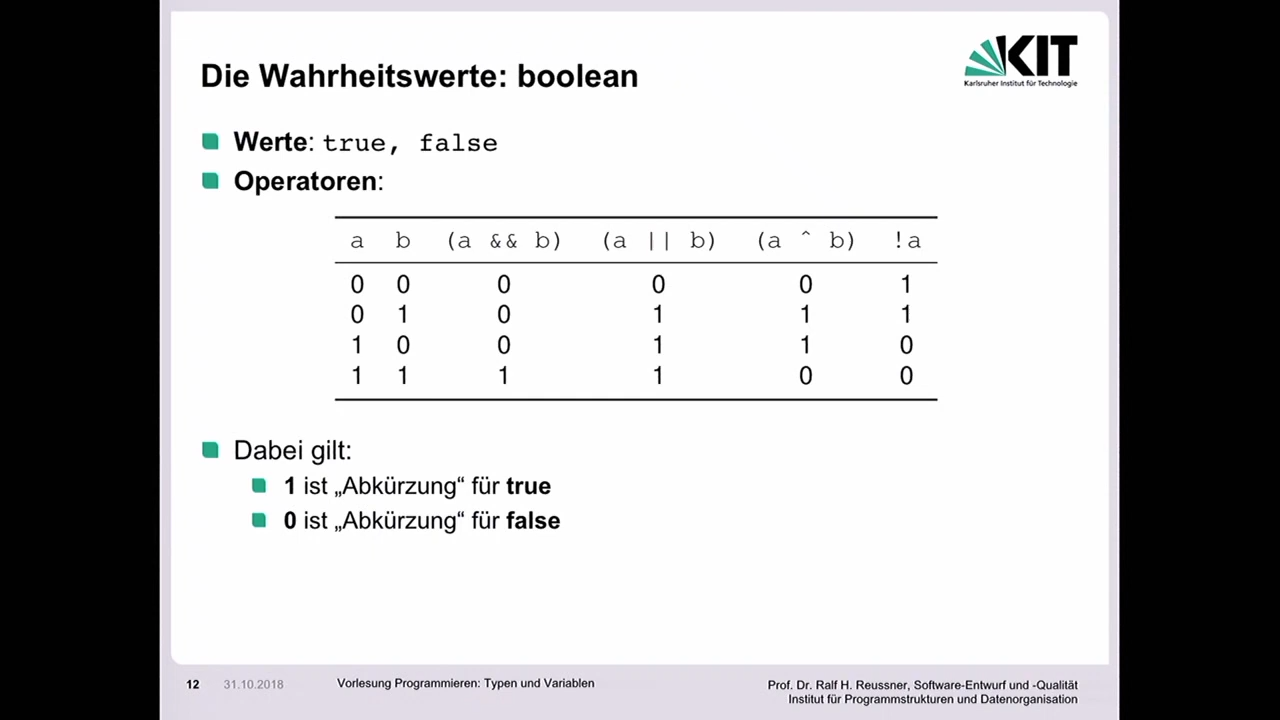 Die Wahrheitswerte: boolean
KIT
Karlsruher Institut für Technologie
Werte: true, false
Operatoren:
a b (a && b) (a || b) (a ^ b) !a
0 0 0 0 0 1
0 1 0 1 1 1
1 0 0 1 1 0
1 1 1 1 0 0
Dabei gilt:
1 ist „Abkürzung“ für true
0 ist „Abkürzung“ für false
12 31.10.2018 Vorlesung Programmieren: Typen und Variablen
Prof. Dr. Ralf H. Reussner, Software-Entwurf und -Qualität
Institut für Programmstrukturen und Datenorganisation